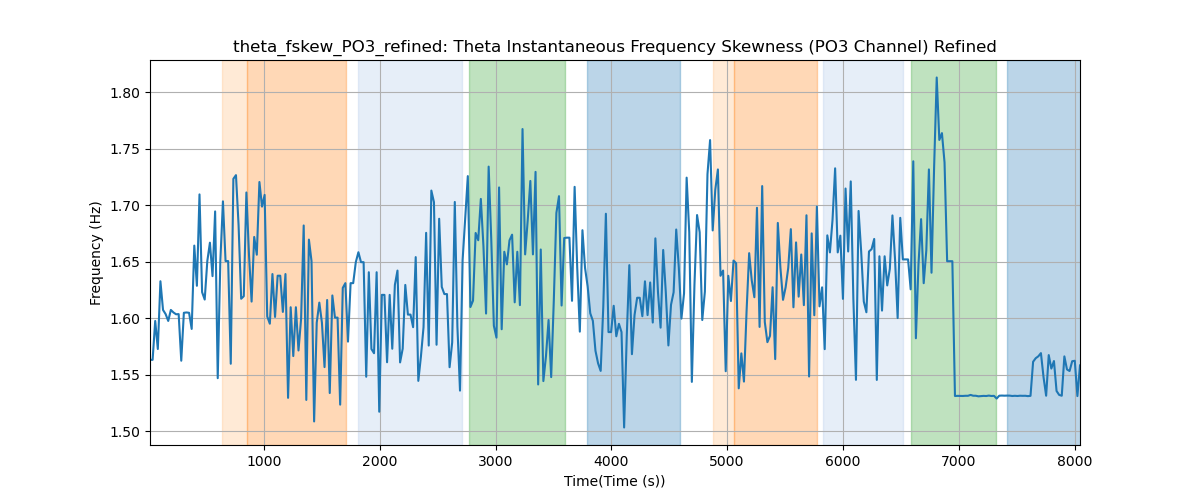 theta_fskew_PO3_refined: Theta Instantaneous Frequency Skewness (PO3 Channel) Refined
Frequency (Hz)
1.80
1.75
1.70
1.65
1.60
1.55
1.50
1000 2000 3000 4000 5000 6000 7000 8000
Time(Time (s))